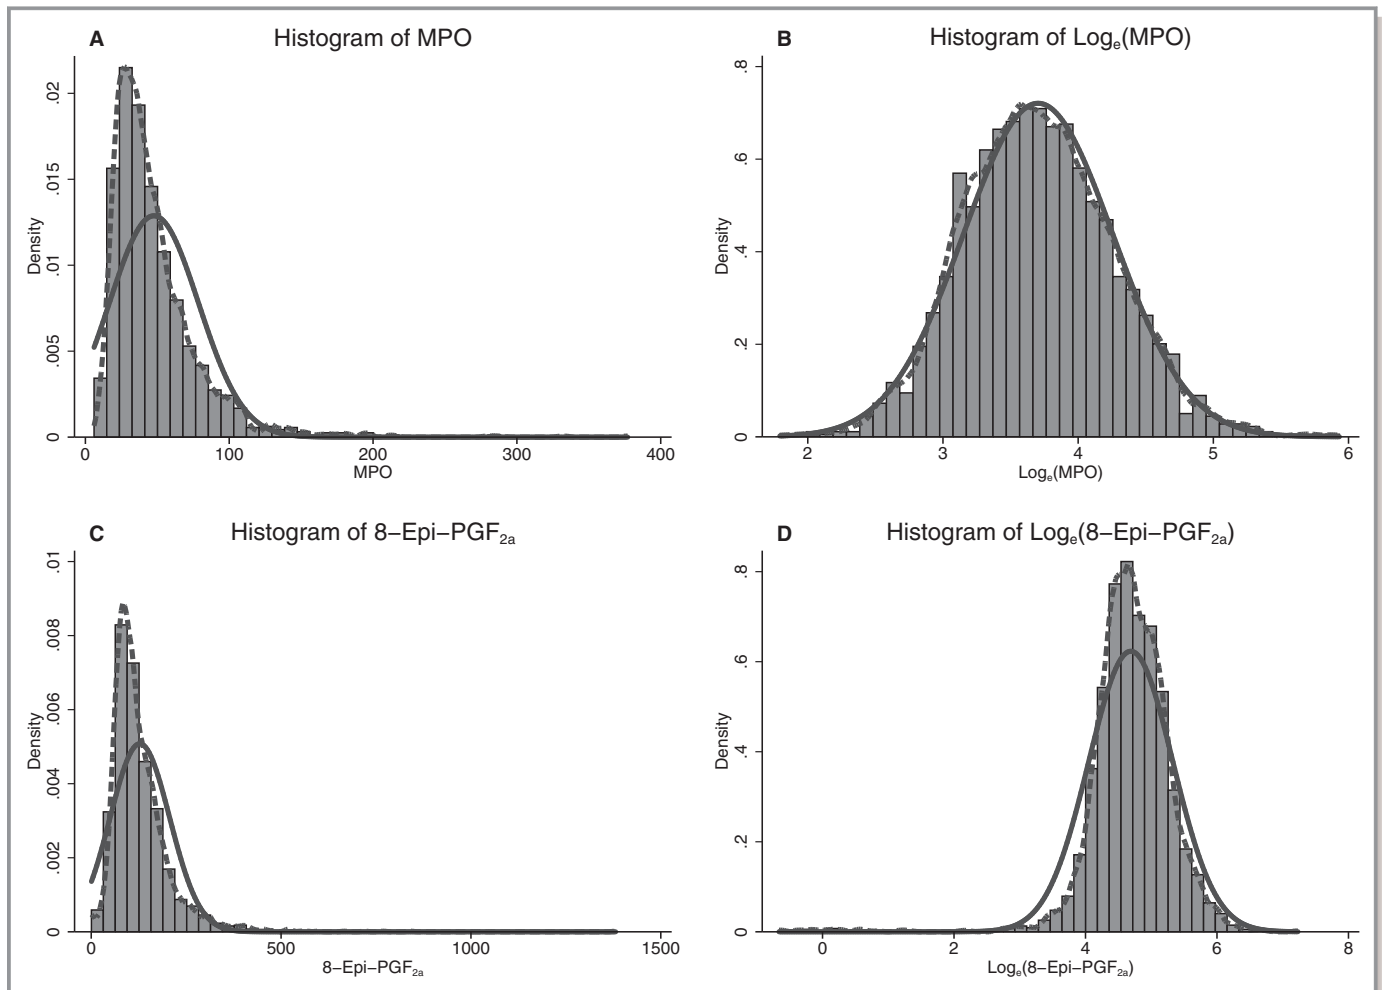 A
Histogram of MPO
Density
.02
.015
.01
.005
0
0 100 200 300 400
MPO
B
Histogram of Logₑ(MPO)
Density
.8
.6
.4
.2
0
2 3 4 5 6
Logₑ(MPO)
C
Histogram of 8–Epi–PGF₂ₐ
Density
.01
.008
.006
.004
.002
0
0 500 1000 1500
8–Epi–PGF₂ₐ
D
Histogram of Logₑ(8–Epi–PGF₂ₐ)
Density
.8
.6
.4
.2
0
0 2 4 6 8
Logₑ(8–Epi–PGF₂ₐ)